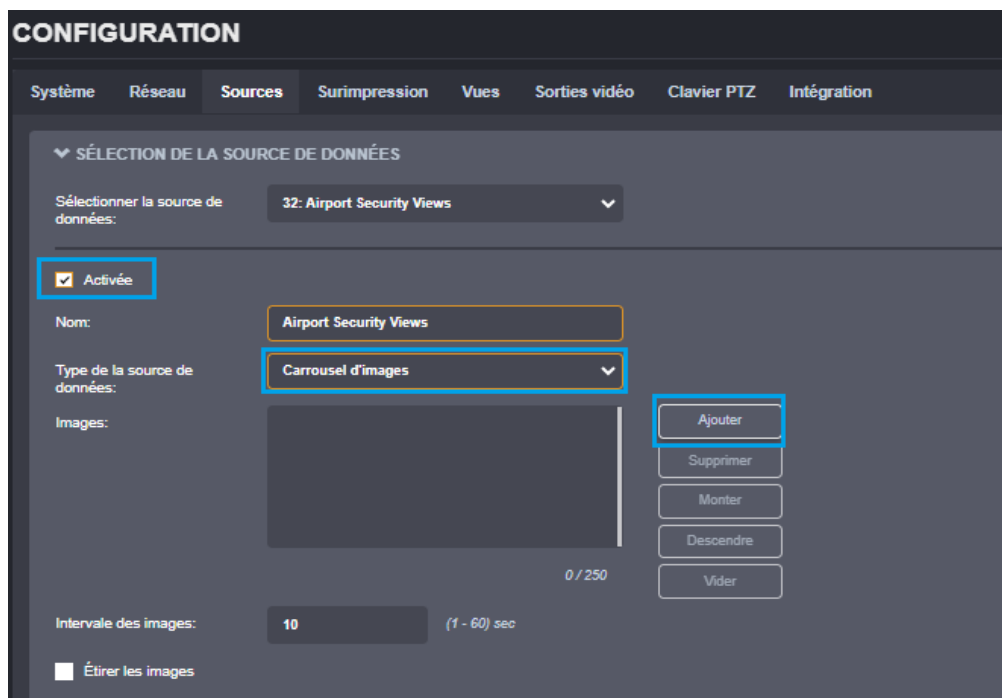 CONFIGURATION
Système Réseau Sources Surimpression Vues Sorties vidéo Clavier PTZ Intégration
SÉLECTION DE LA SOURCE DE DONNÉES
Sélectionner la source de
données:
32: Airport Security Views
Activée
Nom:
Airport Security Views
Type de la source de
données:
Carrousel d'images
Images:
Ajouter
Supprimer
Monter
Descendre
Vider
0 / 250
Intervale des images:
10
(1 - 60) sec
Étirer les images